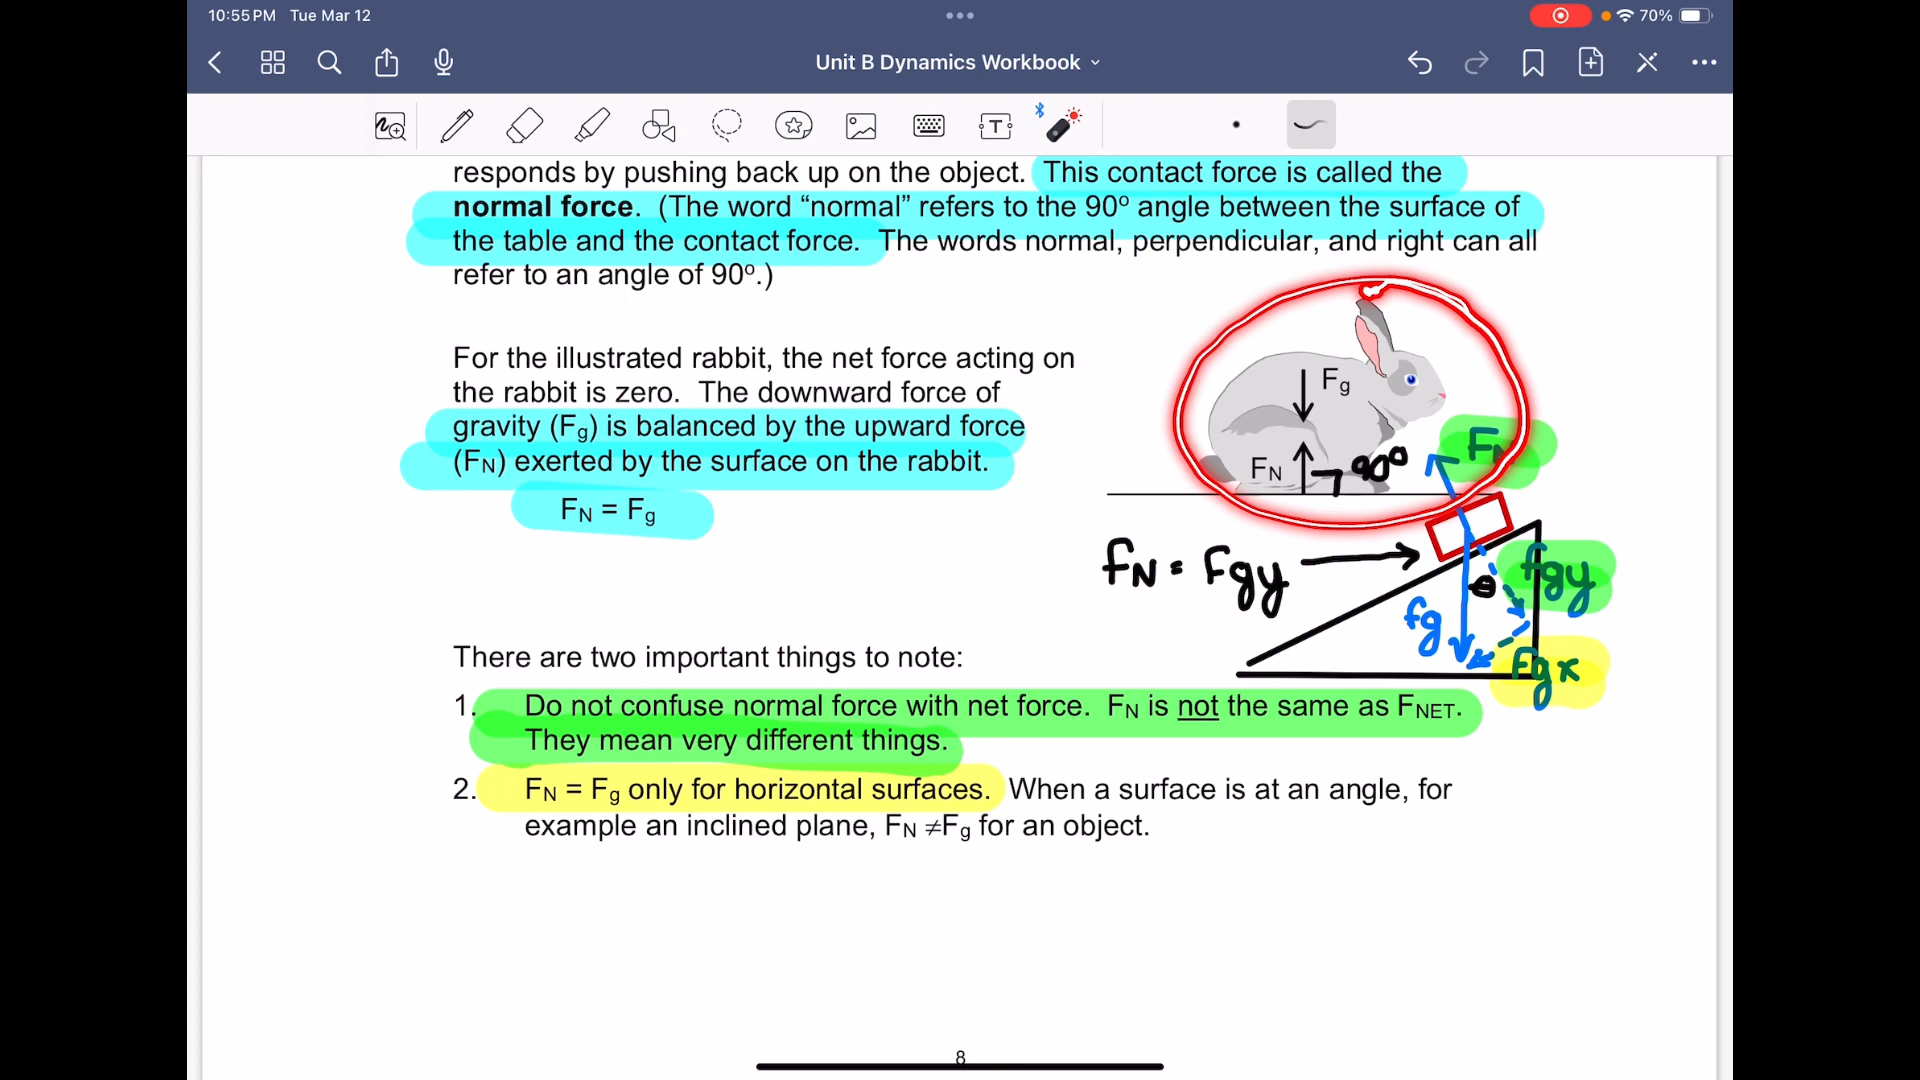 10:55 PM Tue Mar 12
70%
Unit B Dynamics Workbook
responds by pushing back up on the object. This contact force is called the
normal force. (The word “normal” refers to the 90º angle between the surface of
the table and the contact force. The words normal, perpendicular, and right can all
refer to an angle of 90º.)
For the illustrated rabbit, the net force acting on
the rabbit is zero. The downward force of
gravity (Fg) is balanced by the upward force
(FN) exerted by the surface on the rabbit.
FN = Fg
Fg
FN
90º
FN
FN = Fgy
θ
Fgy
fg
Fgx
There are two important things to note:
1. Do not confuse normal force with net force. FN is not the same as FNET.
They mean very different things.
2. FN = Fg only for horizontal surfaces. When a surface is at an angle, for
example an inclined plane, FN ≠Fg for an object.
8